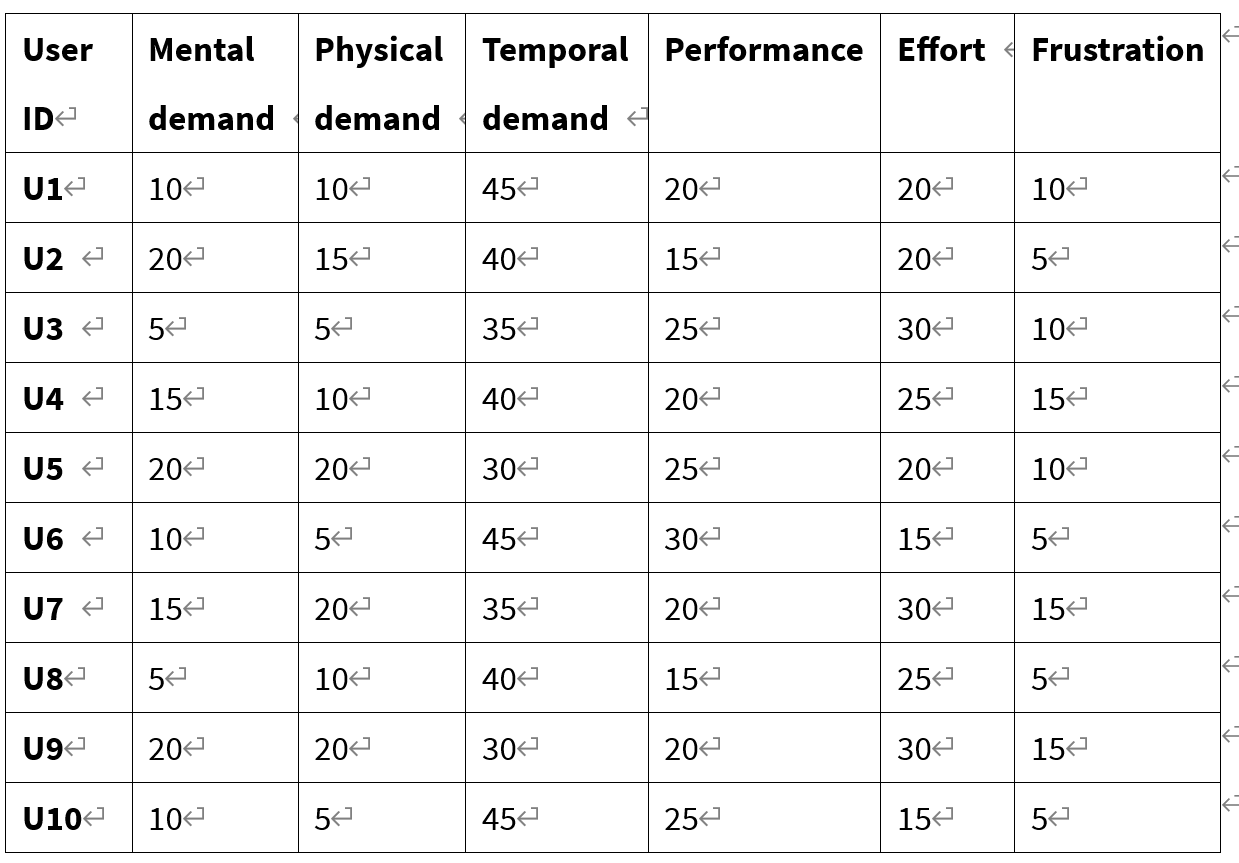 User Mental Physical Temporal Performance Effort Frustration
ID demand demand demand
U1 10 10 45 20 20 10
U2 20 15 40 15 20 5
U3 5 5 35 25 30 10
U4 15 10 40 20 25 15
U5 20 20 30 25 20 10
U6 10 5 45 30 15 5
U7 15 20 35 20 30 15
U8 5 10 40 15 25 5
U9 20 20 30 20 30 15
U10 10 5 45 25 15 5